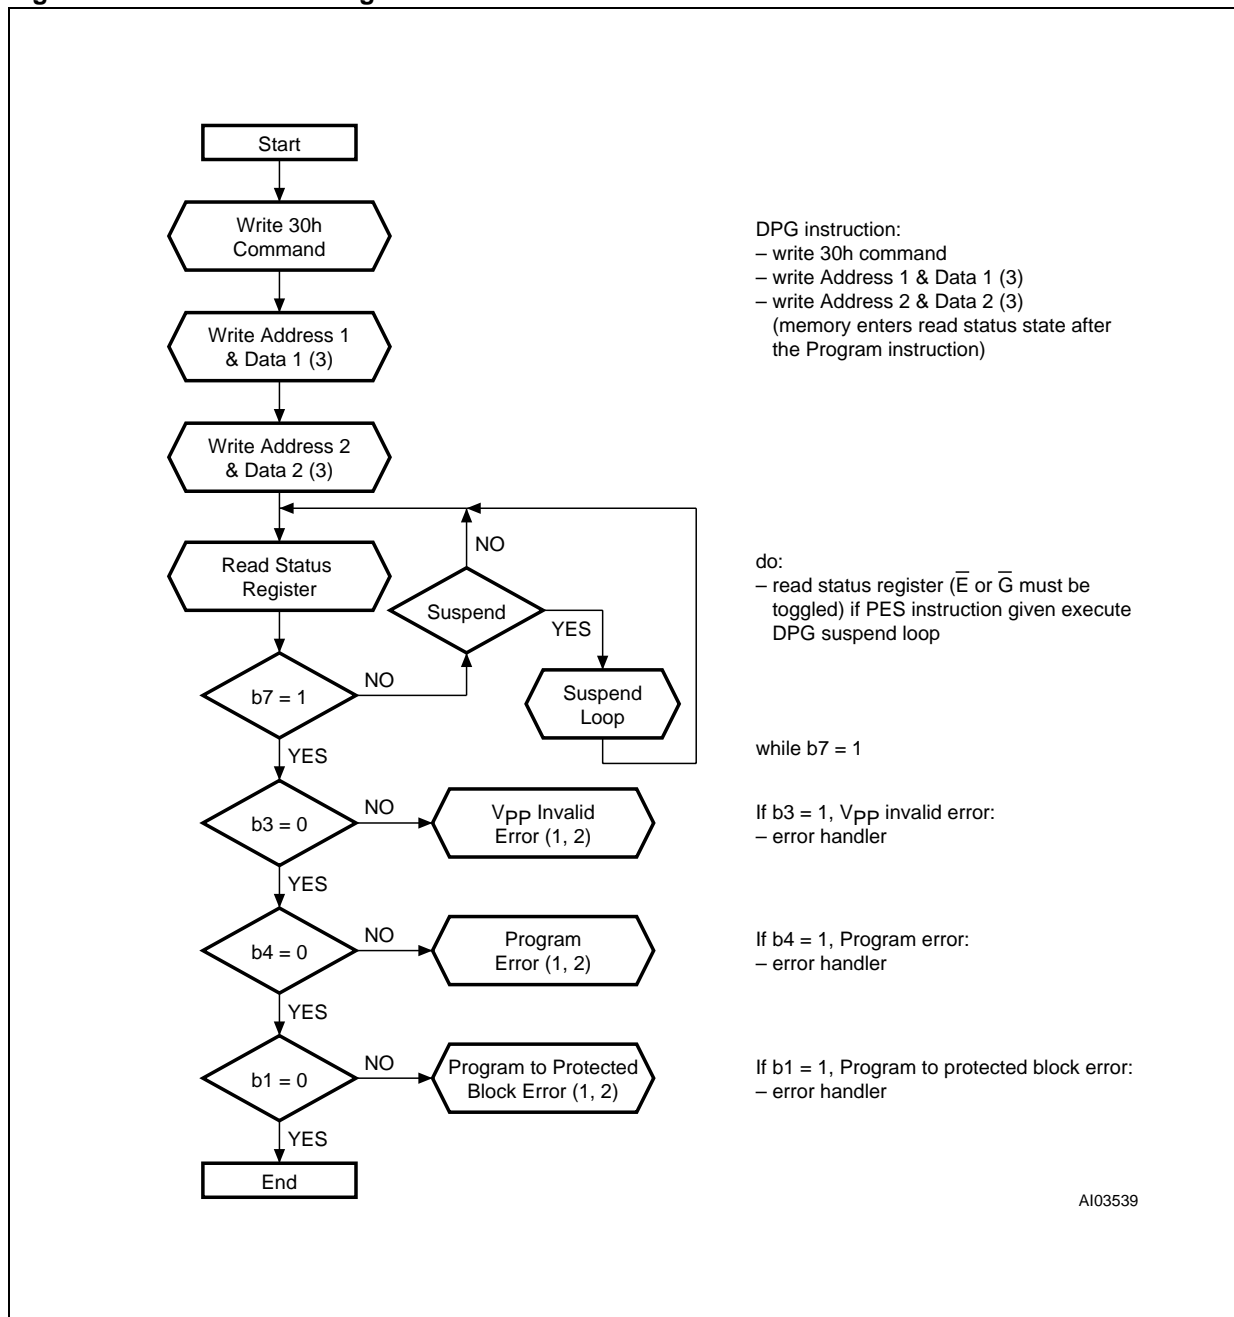 Start
Write 30h
Command
DPG instruction:
– write 30h command
– write Address 1 & Data 1 (3)
– write Address 2 & Data 2 (3)
(memory enters read status state after
the Program instruction)
Write Address 1
& Data 1 (3)
Write Address 2
& Data 2 (3)
NO
Read Status
Register
Suspend
YES
do:
– read status register (E̅ or G̅ must be
toggled) if PES instruction given execute
DPG suspend loop
b7 = 1
NO
Suspend
Loop
YES
while b7 = 1
b3 = 0
NO
VPP Invalid
Error (1, 2)
If b3 = 1, VPP invalid error:
– error handler
YES
b4 = 0
NO
Program
Error (1, 2)
If b4 = 1, Program error:
– error handler
YES
b1 = 0
NO
Program to Protected
Block Error (1, 2)
If b1 = 1, Program to protected block error:
– error handler
YES
End
AI03539